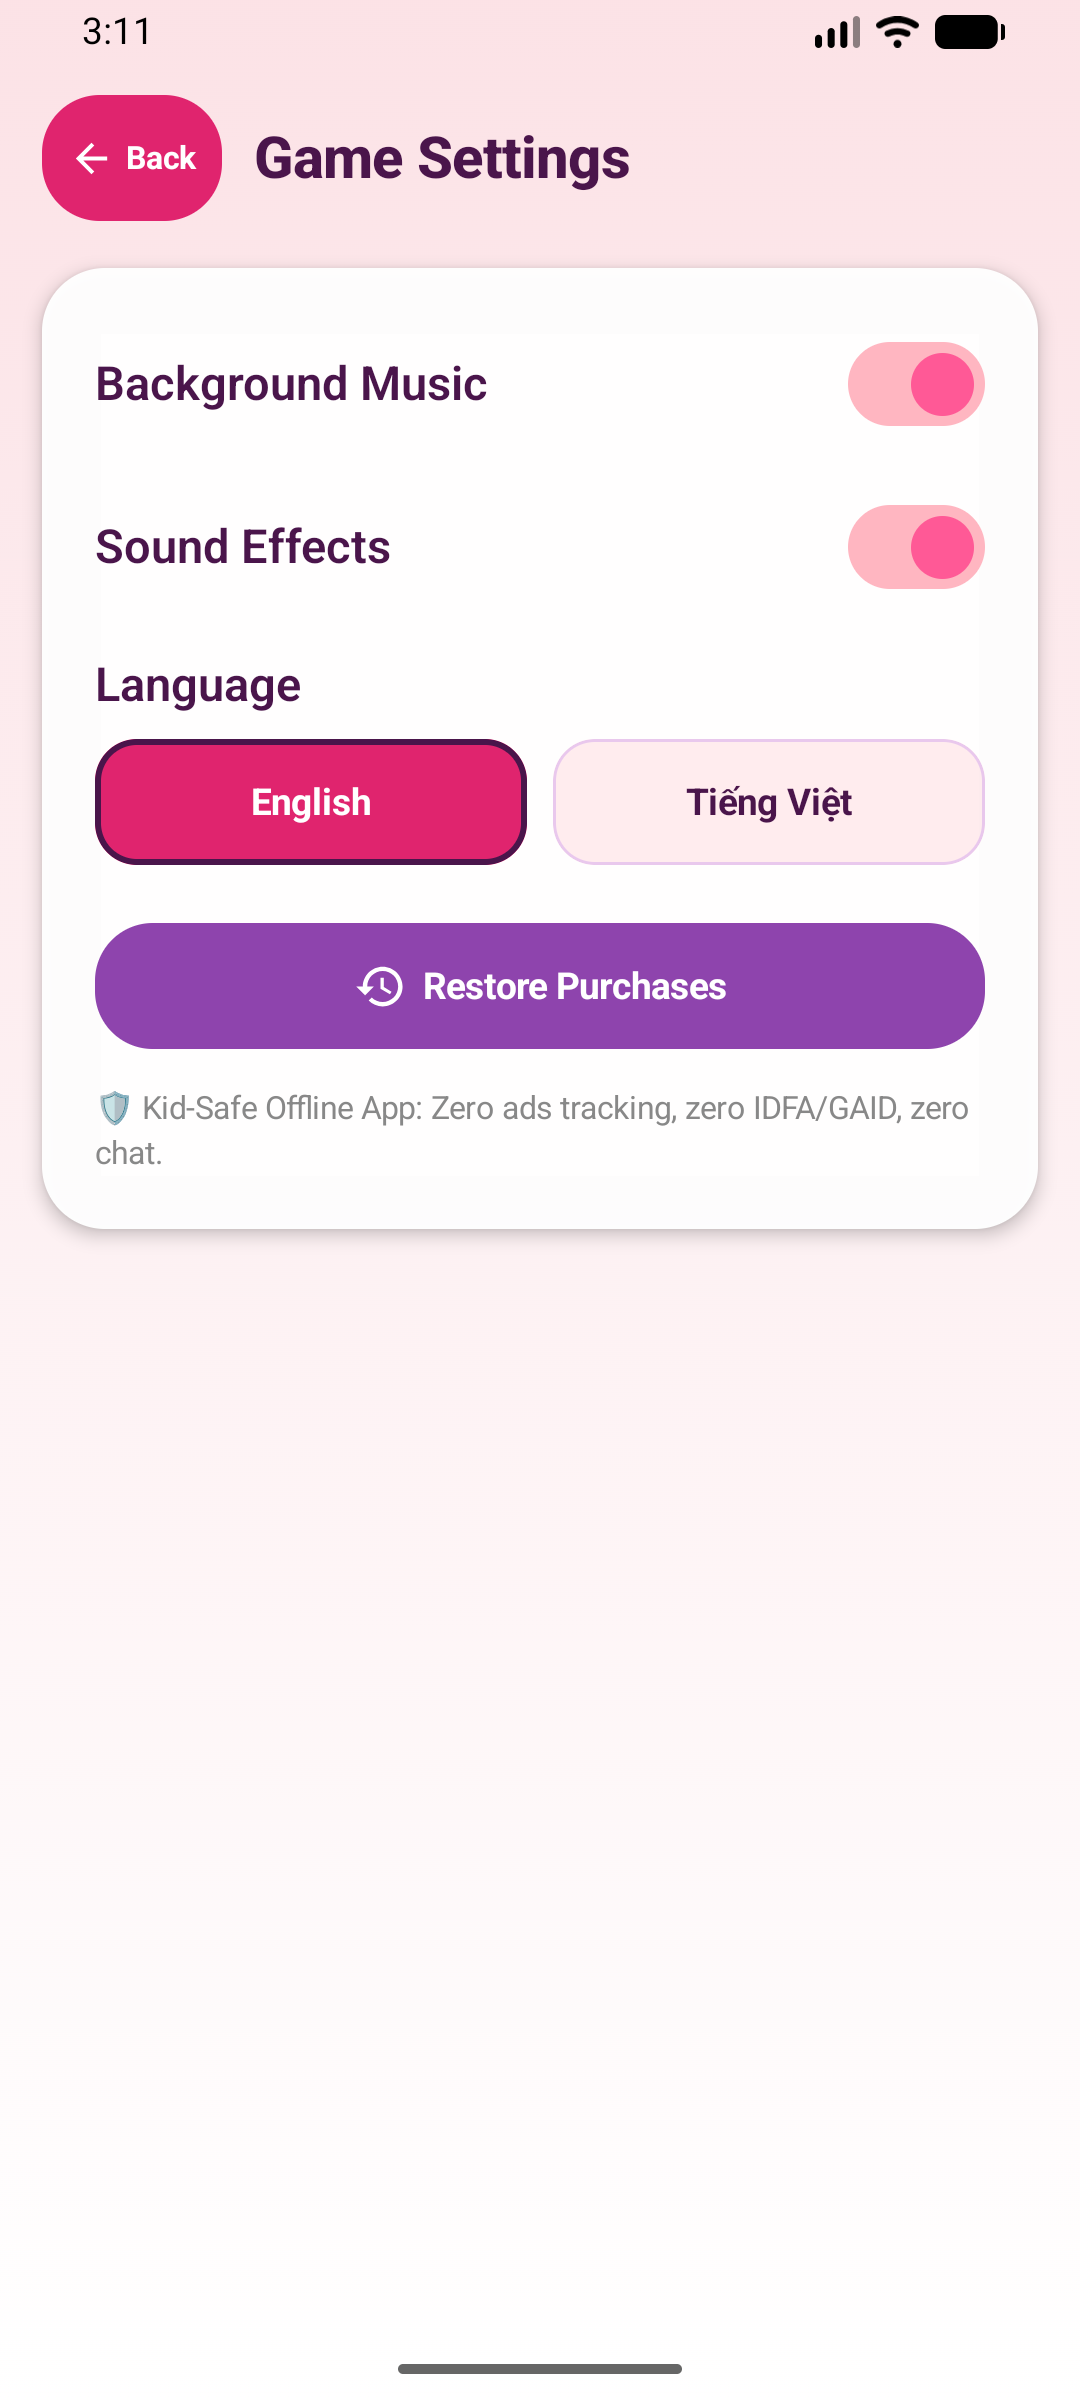 3:11
Back
Game Settings
Background Music
Sound Effects
Language
English
Tiếng Việt
Restore Purchases
🛡️ Kid-Safe Offline App: Zero ads tracking, zero IDFA/GAID, zero
chat.